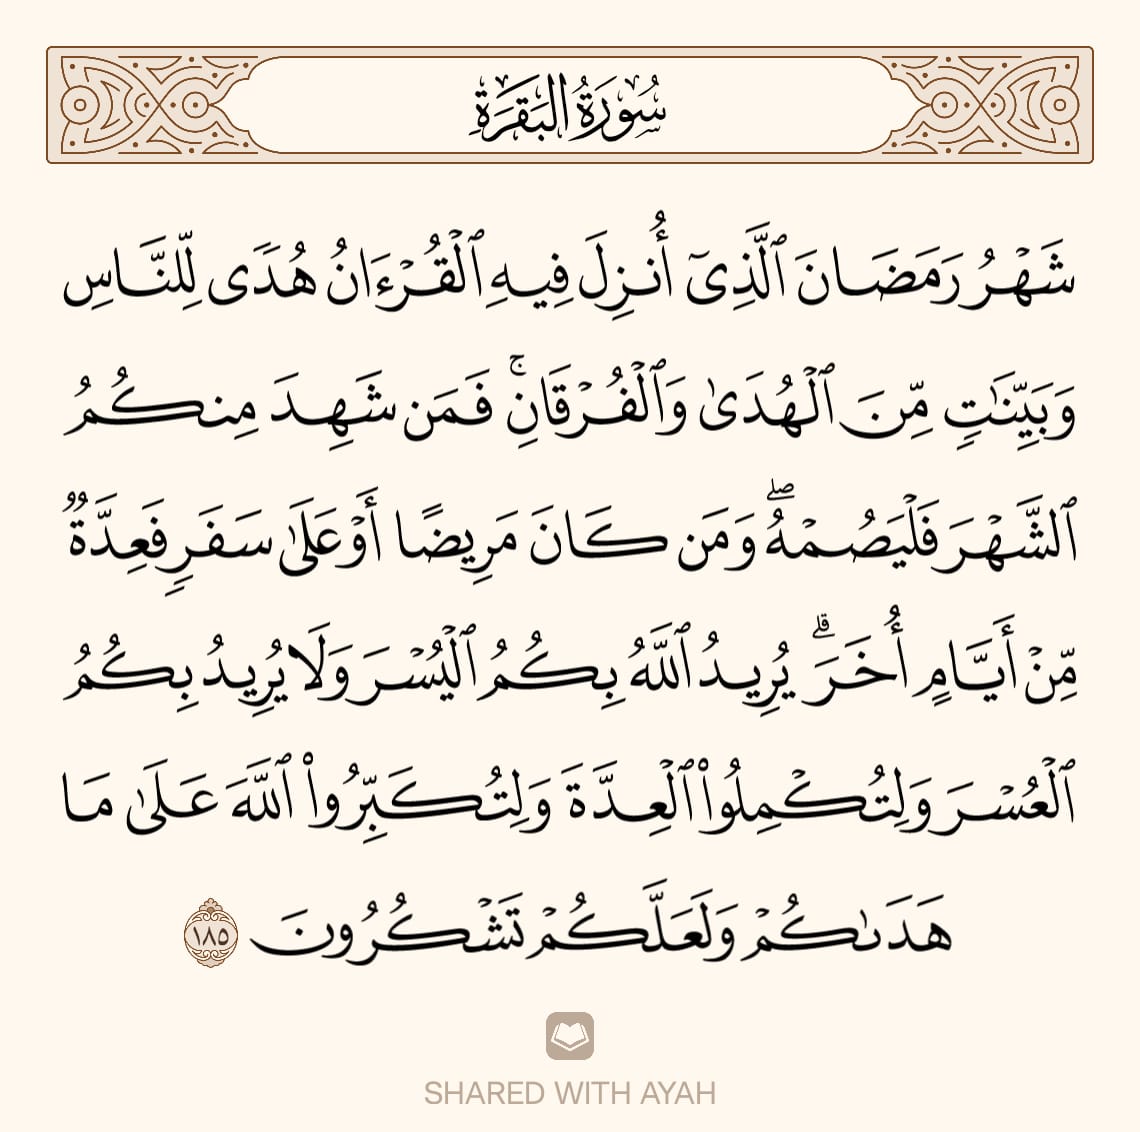 سُورَةُ البَقَرَةِ
شَهۡرُ رَمَضَانَ ٱلَّذِيٓ أُنزِلَ فِيهِ ٱلۡقُرۡءَانُ هُدٗى لِّلنَّاسِ
وَبَيِّنَٰتٖ مِّنَ ٱلۡهُدَىٰ وَٱلۡفُرۡقَانِۚ فَمَن شَهِدَ مِنكُمُ
ٱلشَّهۡرَ فَلۡيَصُمۡهُۖ وَمَن كَانَ مَرِيضًا أَوۡ عَلَىٰ سَفَرٖ فَعِدَّةٞ
مِّنۡ أَيَّامٍ أُخَرَۗ يُرِيدُ ٱللَّهُ بِكُمُ ٱلۡيُسۡرَ وَلَا يُرِيدُ بِكُمُ
ٱلۡعُسۡرَ وَلِتُكۡمِلُواْ ٱلۡعِدَّةَ وَلِتُكَبِّرُواْ ٱللَّهَ عَلَىٰ مَا
هَدَىٰكُمۡ وَلَعَلَّكُمۡ تَشۡكُرُونَ ١٨٥
SHARED WITH AYAH